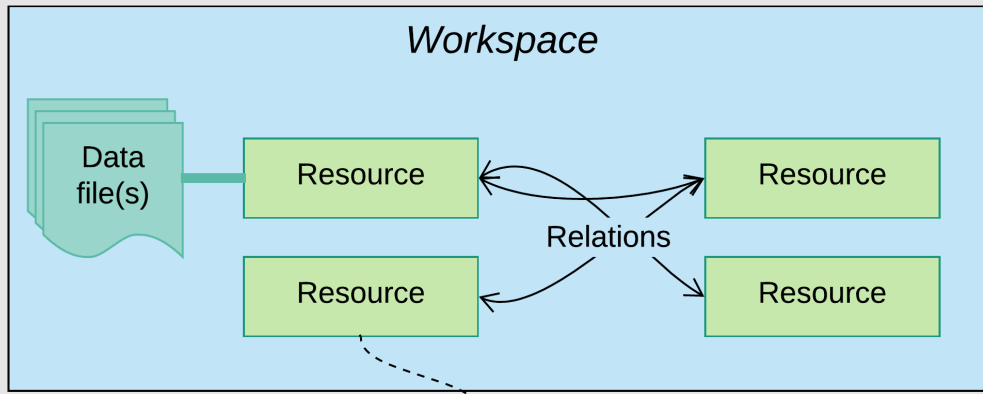 Workspace
Data
file(s)
Resource
Resource
Relations
Resource
Resource